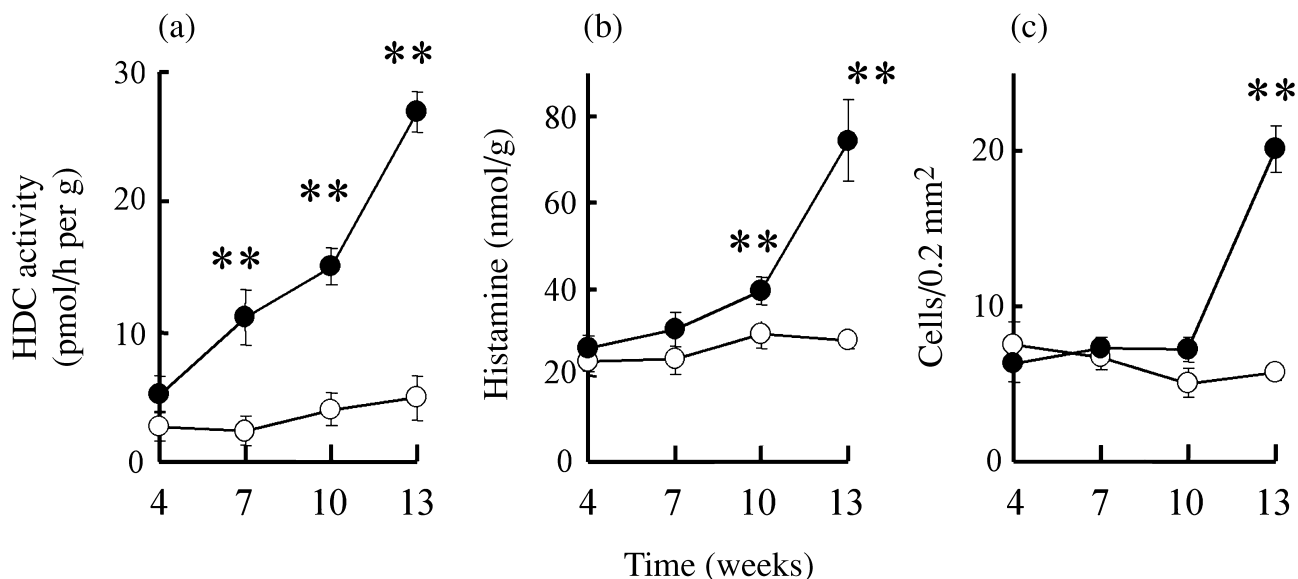 (a)
**
**
**
30
20
10
0
HDC activity
(pmol/h per g)
4 7 10 13
(b)
**
**
80
60
40
20
0
Histamine (nmol/g)
4 7 10 13
(c)
**
20
10
0
Cells/0.2 mm²
4 7 10 13
Time (weeks)